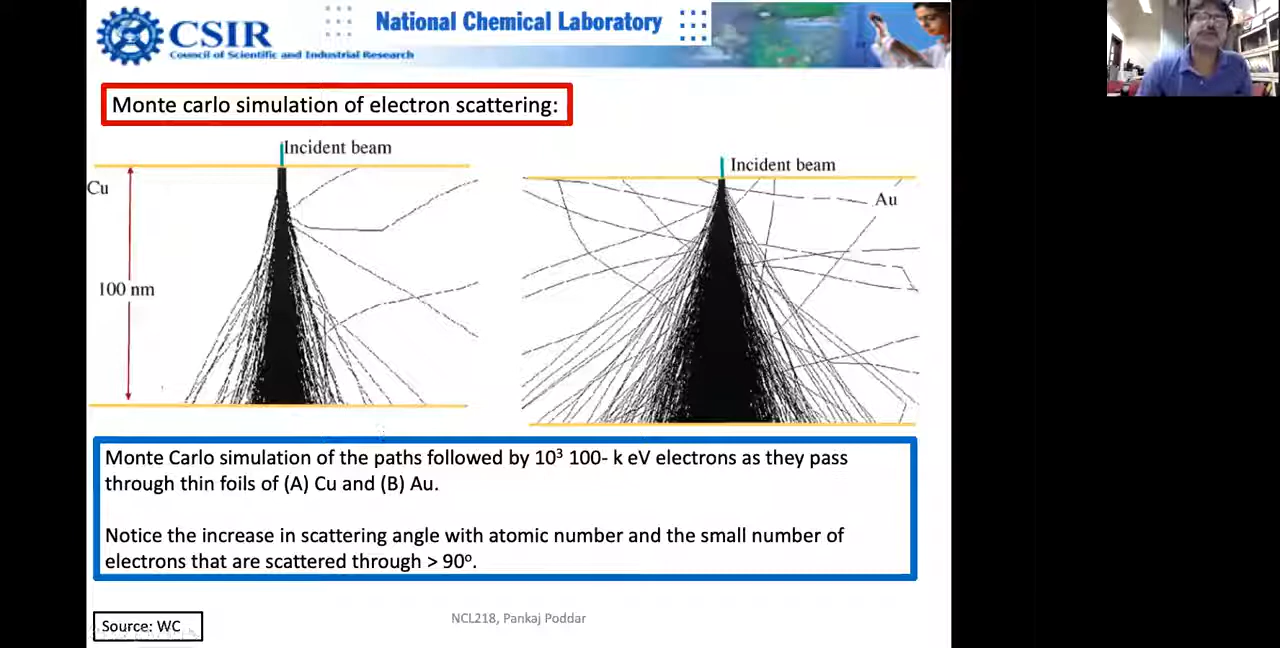 CSIR
Council of Scientific and Industrial Research
National Chemical Laboratory
Monte carlo simulation of electron scattering:
Incident beam
Cu
100 nm
Incident beam
Au
Monte Carlo simulation of the paths followed by 10³ 100- k eV electrons as they pass
through thin foils of (A) Cu and (B) Au.
Notice the increase in scattering angle with atomic number and the small number of
electrons that are scattered through > 90º.
Source: WC
NCL218, Pankaj Poddar